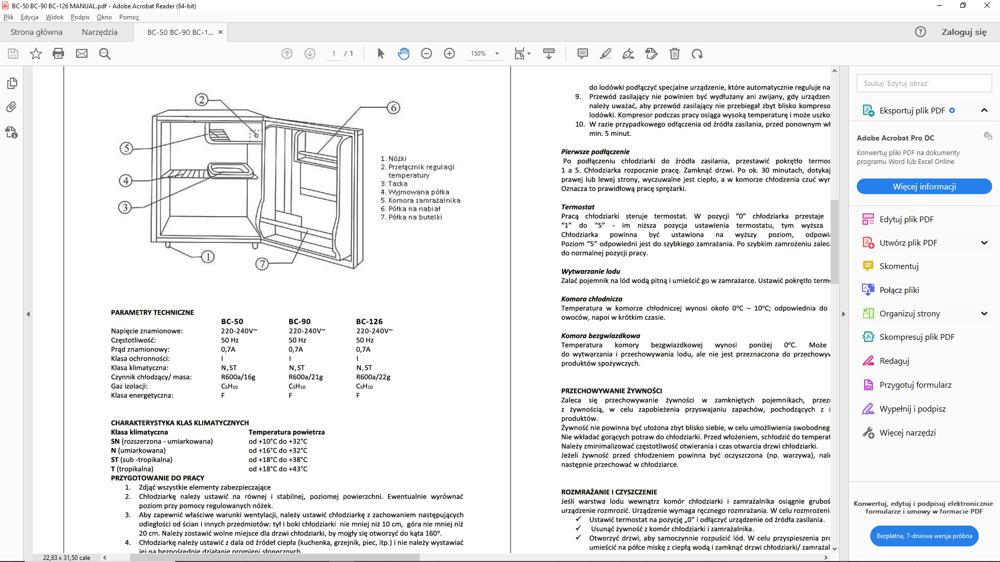 BC-50 BC-90 BC-126 MANUAL.pdf - Adobe Acrobat Reader (64-bit)
Plik Edycja Widok Podpis Okno Pomoc
Strona główna Narzędzia BC-50 BC-90 BC-1... × Zaloguj się
1 / 1 150%
2
6
5
4
3
1
7
1. Nóżki
2. Przełącznik regulacji
temperatury
3. Tacka
4. Wyjmowana półka
5. Komora zamrażalnika
6. Półka na nabiał
7. Półka na butelki
PARAMETRY TECHNICZNE
BC-50 BC-90 BC-126
Napięcie znamionowe: 220-240V~ 220-240V~ 220-240V~
Częstotliwość: 50 Hz 50 Hz 50 Hz
Prąd znamionowy: 0,7A 0,7A 0,7A
Klasa ochronności: I I I
Klasa klimatyczna: N, ST N, ST N, ST
Czynnik chłodzący/ masa: R600a/16g R600a/21g R600a/22g
Gaz izolacji: C₅H₁₀ C₅H₁₀ C₅H₁₀
Klasa energetyczna: F F F
CHARAKTERYSTYKA KLAS KLIMATYCZNYCH
Klasa klimatyczna Temperatura powietrza
SN (rozszerzona - umiarkowana) od +10°C do +32°C
N (umiarkowana) od +16°C do +32°C
ST (sub -tropikalna) od +18°C do +38°C
T (tropikalna) od +18°C do +43°C
PRZYGOTOWANIE DO PRACY
1. Zdjąć wszystkie elementy zabezpieczające
2. Chłodziarkę należy ustawić na równej i stabilnej, poziomej powierzchni. Ewentualnie wyrównać
poziom przy pomocy regulowanych nóżek.
3. Aby zapewnić właściwe warunki wentylacji, należy ustawić chłodziarkę z zachowaniem następujących
odległości od ścian i innych przedmiotów: tył i boki chłodziarki nie mniej niż 10 cm, góra nie mniej niż
20 cm. Należy zostawić wolne miejsce dla drzwi chłodziarki, by mogły się otworzyć do kąta 160°.
4. Chłodziarkę należy ustawić z dala od źródeł ciepła (kuchenka, grzejnik, piec, itp.) i nie należy wystawiać
jej na bezpośrednie działanie promieni słonecznych
do lodówki podłączyć specjalne urządzenie, które automatycznie reguluje na
9. Przewód zasilający nie powinien być wydłużany ani zwijany, gdy urządzen
należy uważać, aby przewód zasilający nie przebiegał zbyt blisko kompreso
lodówki. Kompresor podczas pracy osiąga wysoką temperaturę i może uszko
10. W razie przypadkowego odłączenia od źródła zasilania, przed ponownym wł
min. 5 minut.
Pierwsze podłączenie
Po podłączeniu chłodziarki do źródła zasilania, przestawić pokrętło termos
1 a 5. Chłodziarka rozpocznie pracę. Zamknąć drzwi. Po ok. 30 minutach, dotykaj
prawej lub lewej strony, wyczuwalne jest ciepło, a w komorze chłodzenia czuć wyr
Oznacza to prawidłową pracę sprężarki.
Termostat
Pracą chłodziarki steruje termostat. W pozycji “0” chłodziarka przestaje
“1” do “5” - im niższa pozycja ustawienia termostatu, tym wyższa
Chłodziarka powinna być ustawiona na wyższy poziom, odpowia
Poziom “5” odpowiedni jest do szybkiego zamrażania. Po szybkim zamrożeniu zaleca
do normalnej pozycji pracy.
Wytwarzanie lodu
Zalać pojemnik na lód wodą pitną i umieścić go w zamrażarce. Ustawić pokrętło termo
Komora chłodnicza
Temperatura w komorze chłodniczej wynosi około 0°C – 10°C; odpowiednia do
owoców, napoi w krótkim czasie.
Komora bezgwiazdkowa
Temperatura komory bezgwiazdkowej wynosi poniżej 0°C. Może
do wytwarzania i przechowywania lodu, ale nie jest przeznaczona do przechowyw
produktów spożywczych.
PRZECHOWYWANIE ŻYWNOŚCI
Zaleca się przechowywanie żywności w zamkniętych pojemnikach, przezn
z żywnością, w celu zapobieżenia przyswajaniu zapachów, pochodzących z i
produktów.
Żywność nie powinna być ułożona zbyt blisko siebie, w celu umożliwienia swobodneg
Nie wkładać gorących potraw do chłodziarki. Przed włożeniem, schłodzić do temperat
Należy zminimalizować częstotliwość otwierania i czas otwarcia drzwi chłodziarki.
Jeżeli żywność przed chłodzeniem powinna być oczyszczona (np. warzywa), nale
następnie przechować w chłodziarce.
ROZMRAŻANIE I CZYSZCZENIE
Jeśli warstwa lodu wewnątrz komór chłodziarki i zamrażalnika osiągnie gruboś
urządzenie rozmrozić. Urządzenie wymaga ręcznego rozmrażania. W celu rozmrożeni
✓ Ustawić termostat na pozycję „0” i odłączyć urządzenie od źródła zasilania.
✓ Usunąć żywność z komór chłodziarki i zamrażalnika.
✓ Otworzyć drzwi, aby samoczynnie rozpuścić lód. W celu przyspieszenia pro
umieścić na półce miskę z ciepłą wodą i zamknąć drzwi chłodziarki/ zamrażal
22,83 x 31,50 cale
Szukaj 'Edytuj obraz'
Eksportuj plik PDF
Adobe Acrobat Pro DC
Konwertuj pliki PDF na dokumenty
programu Word lub Excel Online
Więcej informacji
Edytuj plik PDF
Utwórz plik PDF
Skomentuj
Połącz pliki
Organizuj strony
Skompresuj plik PDF
Redaguj
Przygotuj formularz
Wypełnij i podpisz
Więcej narzędzi
Konwertuj, edytuj i podpisuj elektronicznie
formularze i umowy w formacie PDF
Bezpłatna, 7-dniowa wersja próbna